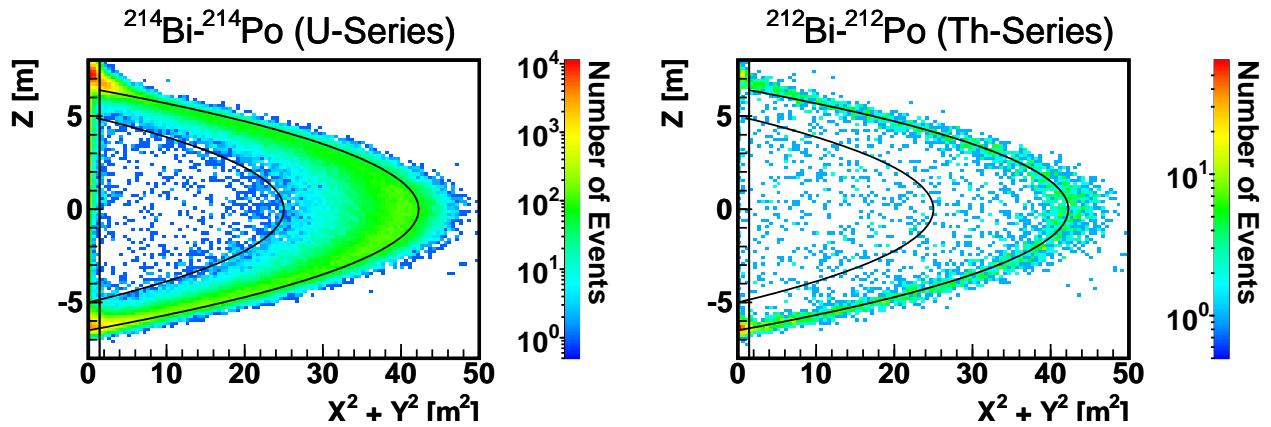 ²¹⁴Bi-²¹⁴Po (U-Series)
Z [m]
5
0
-5
0 10 20 30 40 50
X² + Y² [m²]
10⁴
10³
10²
10¹
10⁰
Number of Events
²¹²Bi-²¹²Po (Th-Series)
Z [m]
5
0
-5
0 10 20 30 40 50
X² + Y² [m²]
10¹
10⁰
Number of Events